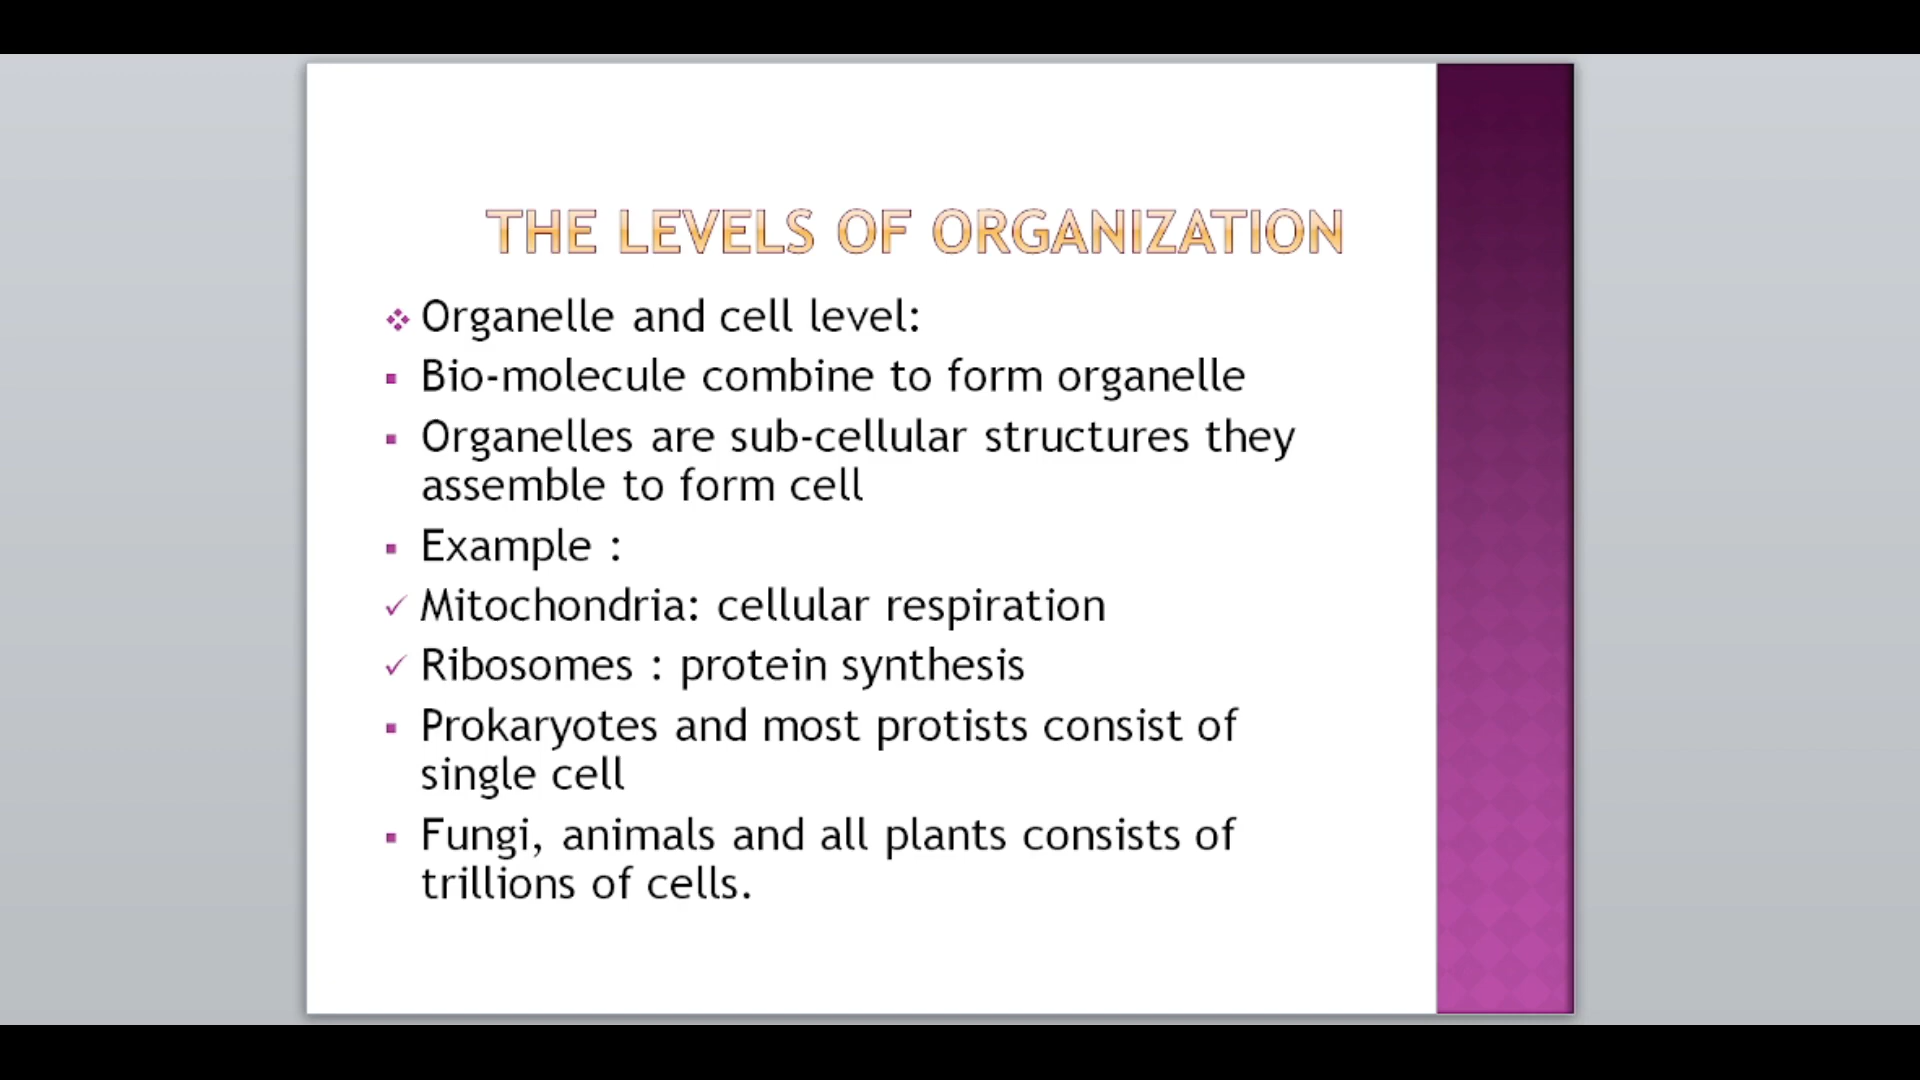 THE LEVELS OF ORGANIZATION
❖ Organelle and cell level:
▪ Bio-molecule combine to form organelle
▪ Organelles are sub-cellular structures they
assemble to form cell
▪ Example :
✓ Mitochondria: cellular respiration
✓ Ribosomes : protein synthesis
▪ Prokaryotes and most protists consist of
single cell
▪ Fungi, animals and all plants consists of
trillions of cells.